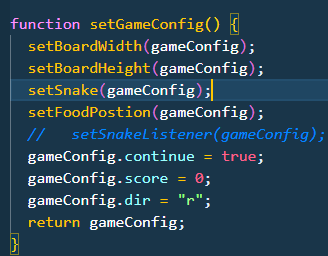 function setGameConfig() {
  setBoardWidth(gameConfig);
  setBoardHeight(gameConfig);
  setSnake(gameConfig);
  setFoodPostion(gameConfig);
  //   setSnakeListener(gameConfig);
  gameConfig.continue = true;
  gameConfig.score = 0;
  gameConfig.dir = "r";
  return gameConfig;
}